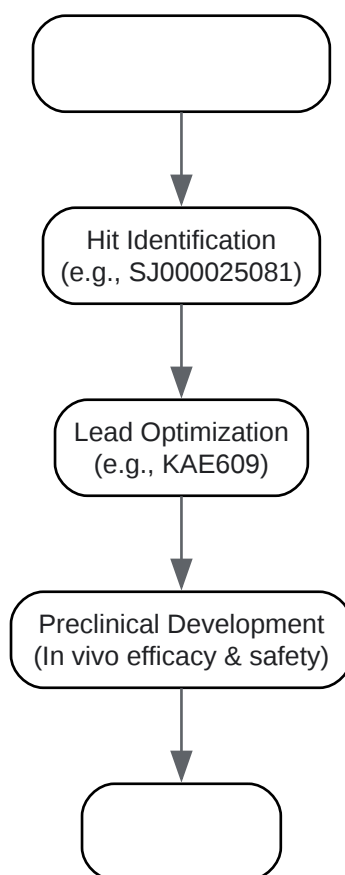 Hit Identification
(e.g., SJ000025081)
Lead Optimization
(e.g., KAE609)
Preclinical Development
(In vivo efficacy & safety)